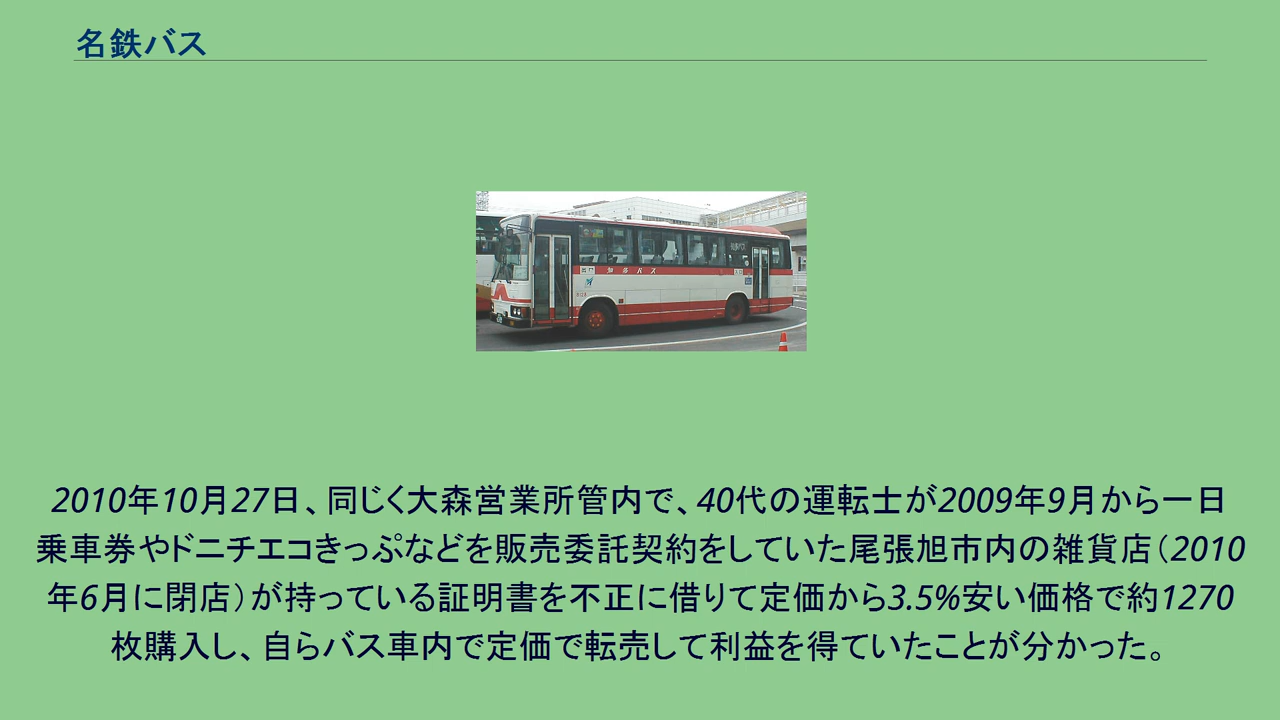 名鉄バス
知多バス
2010年10月27日、同じく大森営業所管内で、40代の運転士が2009年9月から一日
乗車券やドニチエコきっぷなどを販売委託契約をしていた尾張旭市内の雑貨店（2010
年6月に閉店）が持っている証明書を不正に借りて定価から3.5%安い価格で約1270
枚購入し、自らバス車内で定価で転売して利益を得ていたことが分かった。